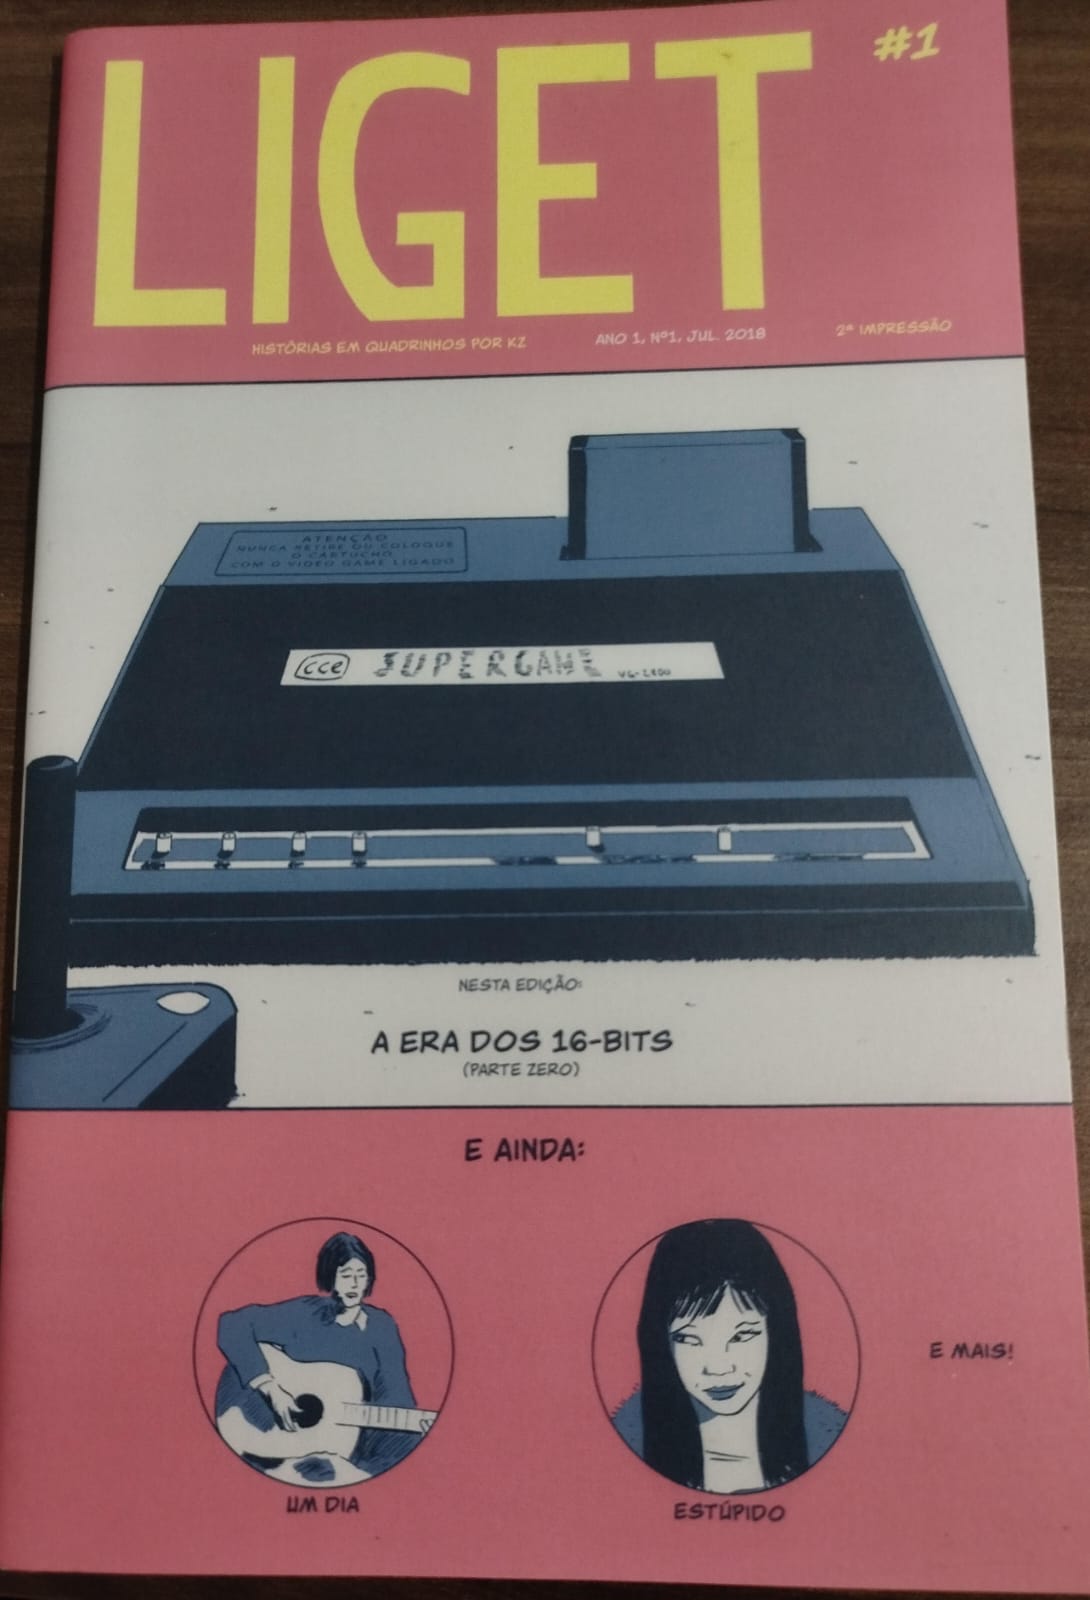 LIGET
#1
HISTÓRIAS EM QUADRINHOS POR KZ
ANO 1, Nº1, JUL. 2018
2ª IMPRESSÃO
ATENÇÃO
NUNCA RETIRE OU COLOQUE
O CARTUCHO
COM O VIDEO GAME LIGADO
cce SUPERGAME VG-2800
NESTA EDIÇÃO:
A ERA DOS 16-BITS
(PARTE ZERO)
E AINDA:
E MAIS!
UM DIA
ESTÚPIDO